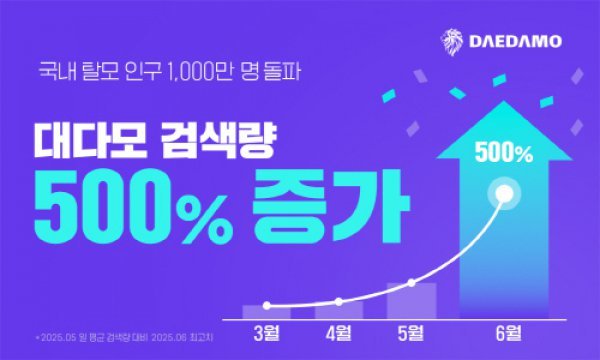 DAEDAMO
국내 탈모 인구 1,000만 명 돌파
대다모 검색량
500% 증가
500%
*2025.05 일 평균 검색량 대비 2025.06 최고치
3월 4월 5월 6월